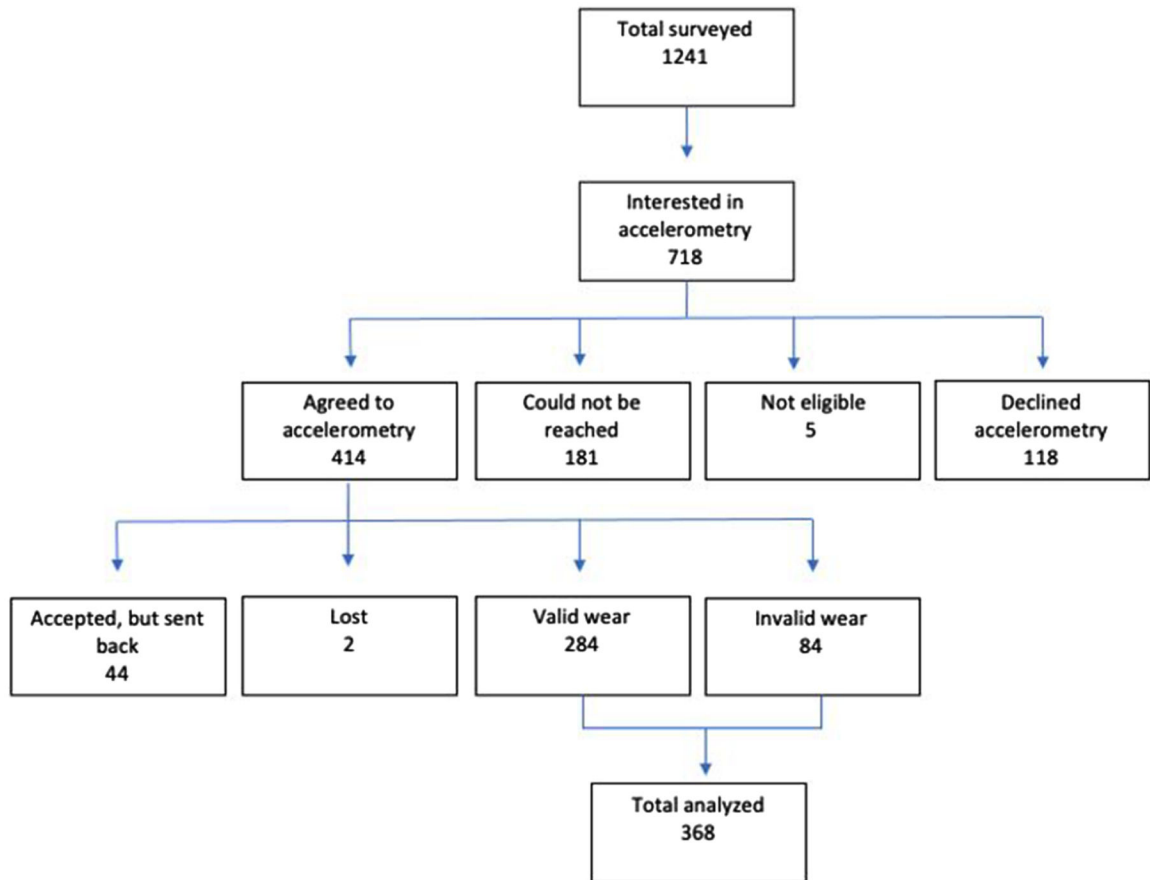 Total surveyed
1241
Interested in
accelerometry
718
Agreed to
accelerometry
414
Could not be
reached
181
Not eligible
5
Declined
accelerometry
118
Accepted, but sent
back
44
Lost
2
Valid wear
284
Invalid wear
84
Total analyzed
368